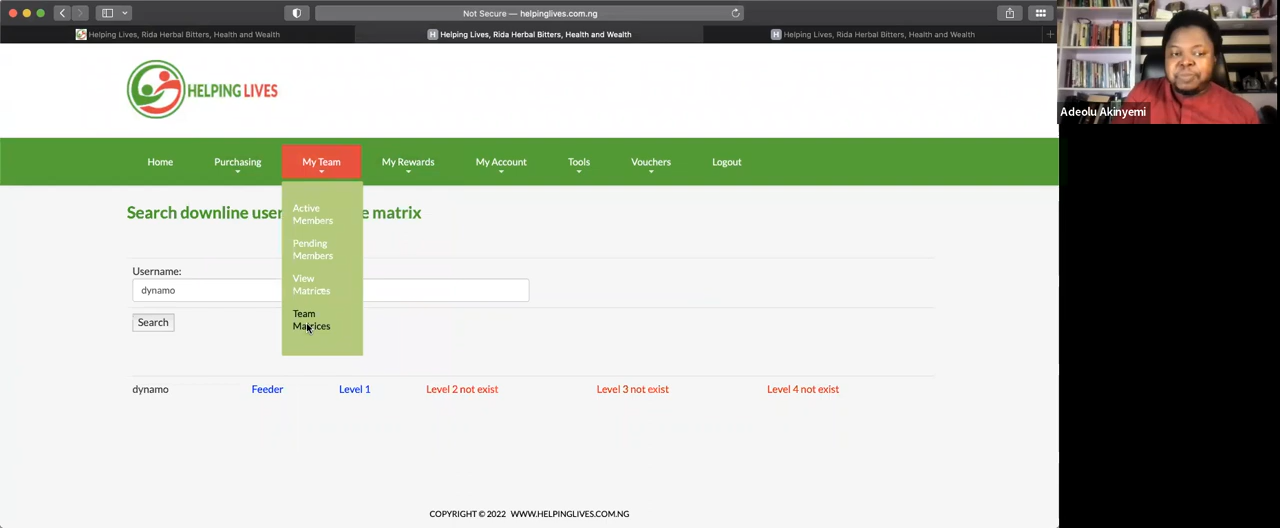 Not Secure — helpinglives.com.ng
Helping Lives, Rida Herbal Bitters, Health and Wealth
H Helping Lives, Rida Herbal Bitters, Health and Wealth
H Helping Lives, Rida Herbal Bitters, Health and Wealth
Adeolu Akinyemi
HELPING LIVES
Home
Purchasing
My Team
My Rewards
My Account
Tools
Vouchers
Logout
Active
Members
Pending
Members
View
Matrices
Team
Matrices
Search downline user e matrix
Username:
dynamo
Search
dynamo Feeder Level 1 Level 2 not exist Level 3 not exist Level 4 not exist
COPYRIGHT © 2022 WWW.HELPINGLIVES.COM.NG